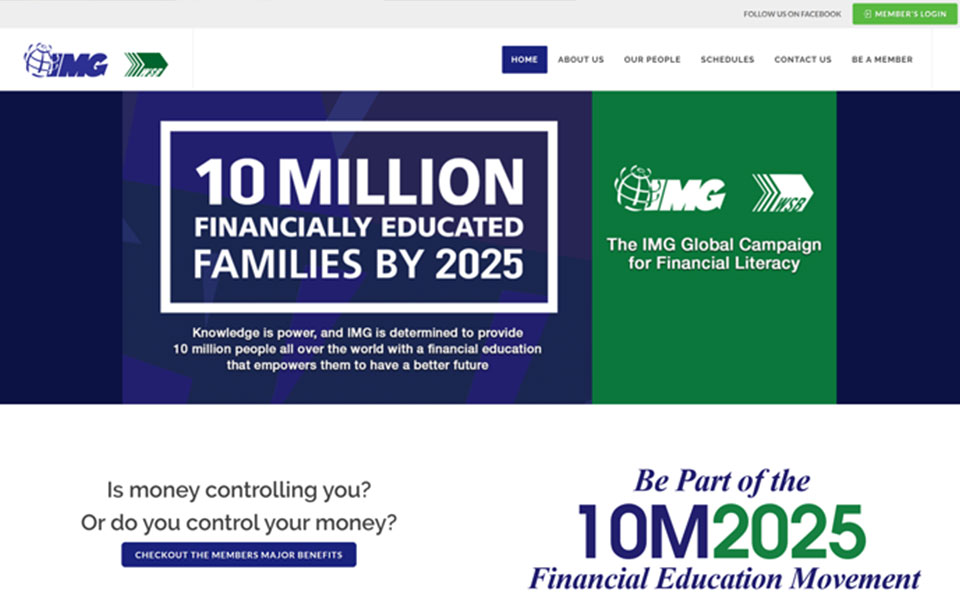 FOLLOW US ON FACEBOOK
MEMBER'S LOGIN
IMG WSB
HOME ABOUT US OUR PEOPLE SCHEDULES CONTACT US BE A MEMBER
10 MILLION
FINANCIALLY EDUCATED
FAMILIES BY 2025
Knowledge is power, and IMG is determined to provide
10 million people all over the world with a financial education
that empowers them to have a better future
IMG WSB
The IMG Global Campaign
for Financial Literacy
Is money controlling you?
Or do you control your money?
CHECKOUT THE MEMBERS MAJOR BENEFITS
Be Part of the
10M2025
Financial Education Movement